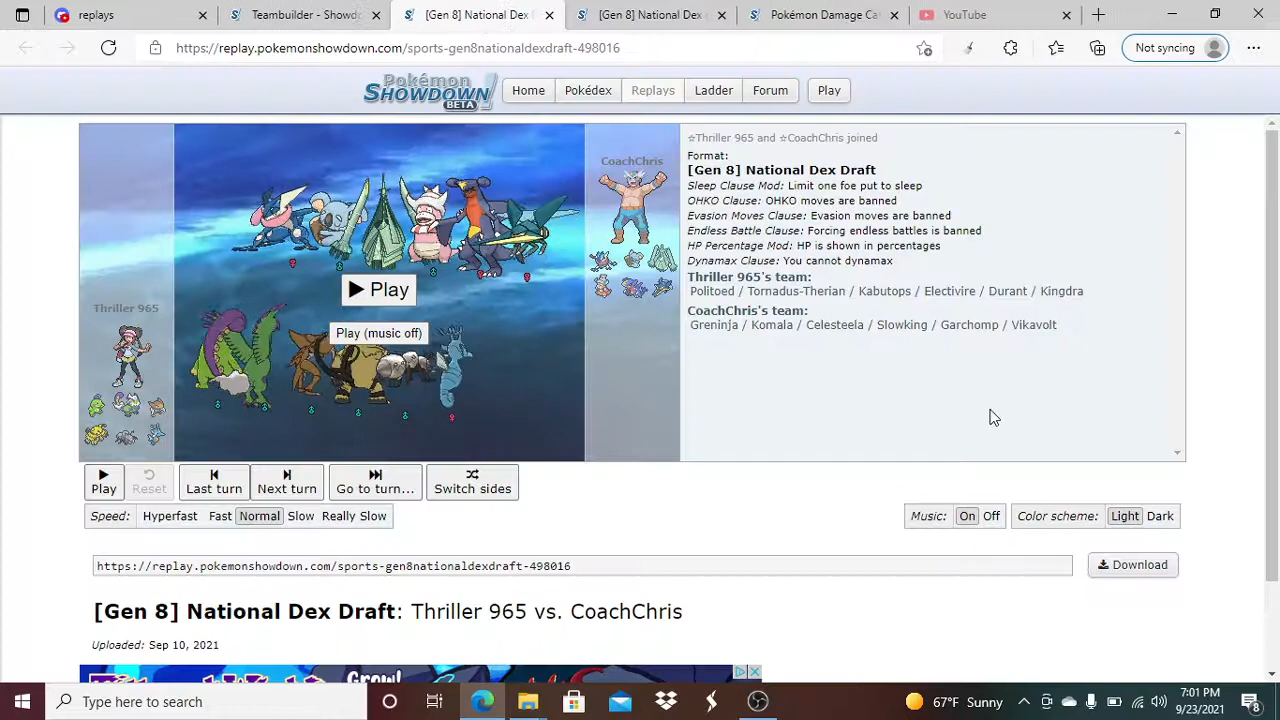 replays
Teambuilder - Showd
[Gen 8] National Dex
[Gen 8] National Dex
Pokémon Damage Ca
YouTube
https://replay.pokemonshowdown.com/sports-gen8nationaldexdraft-498016
Not syncing
Pokémon
SHOWDOWN!
BETA
Home
Pokédex
Replays
Ladder
Forum
Play
CoachChris
Thriller 965
Play
Play (music off)
☆Thriller 965 and ☆CoachChris joined
Format:
[Gen 8] National Dex Draft
Sleep Clause Mod: Limit one foe put to sleep
OHKO Clause: OHKO moves are banned
Evasion Moves Clause: Evasion moves are banned
Endless Battle Clause: Forcing endless battles is banned
HP Percentage Mod: HP is shown in percentages
Dynamax Clause: You cannot dynamax
Thriller 965's team:
Politoed / Tornadus-Therian / Kabutops / Electivire / Durant / Kingdra
CoachChris's team:
Greninja / Komala / Celesteela / Slowking / Garchomp / Vikavolt
Play
Reset
Last turn
Next turn
Go to turn...
Switch sides
Speed: Hyperfast Fast Normal Slow Really Slow
Music: On Off
Color scheme: Light Dark
https://replay.pokemonshowdown.com/sports-gen8nationaldexdraft-498016
Download
[Gen 8] National Dex Draft: Thriller 965 vs. CoachChris
Uploaded: Sep 10, 2021
Type here to search
67°F Sunny
7:01 PM
9/23/2021
8